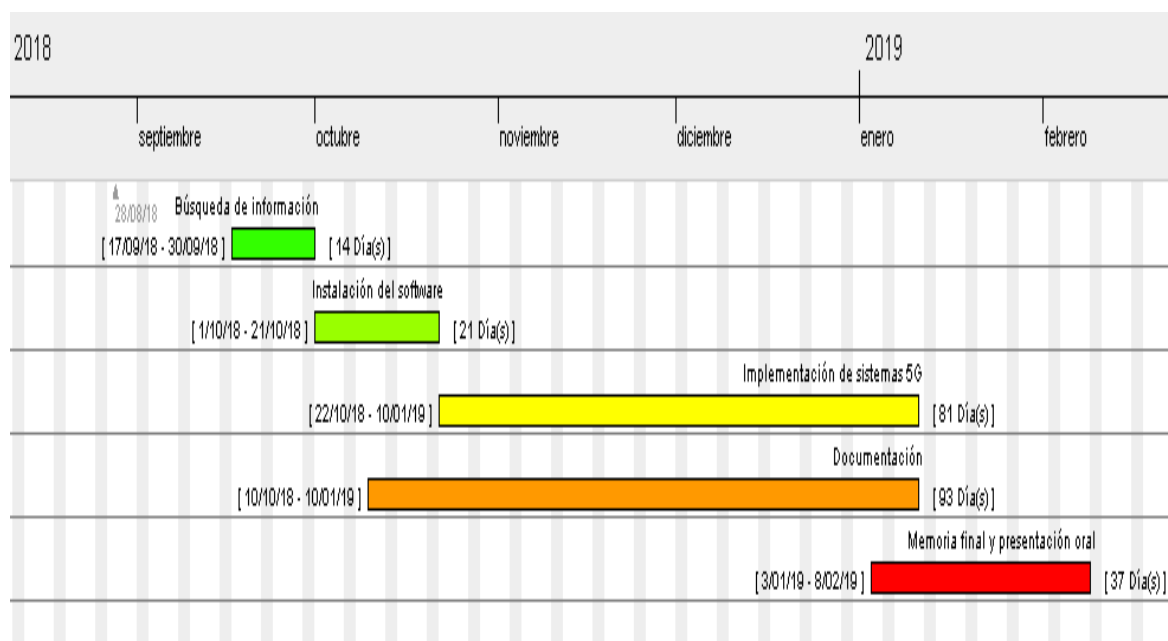 2018 2019
septiembre octubre noviembre diciembre enero febrero
28/08/18
Búsqueda de información
[ 17/09/18 - 30/09/18 ] [ 14 Día(s) ]
Instalación del software
[ 1/10/18 - 21/10/18 ] [ 21 Día(s) ]
Implementación de sistemas 5G
[ 22/10/18 - 10/01/19 ] [ 81 Día(s) ]
Documentación
[ 10/10/18 - 10/01/19 ] [ 93 Día(s) ]
Memoria final y presentación oral
[ 3/01/19 - 8/02/19 ] [ 37 Día(s) ]